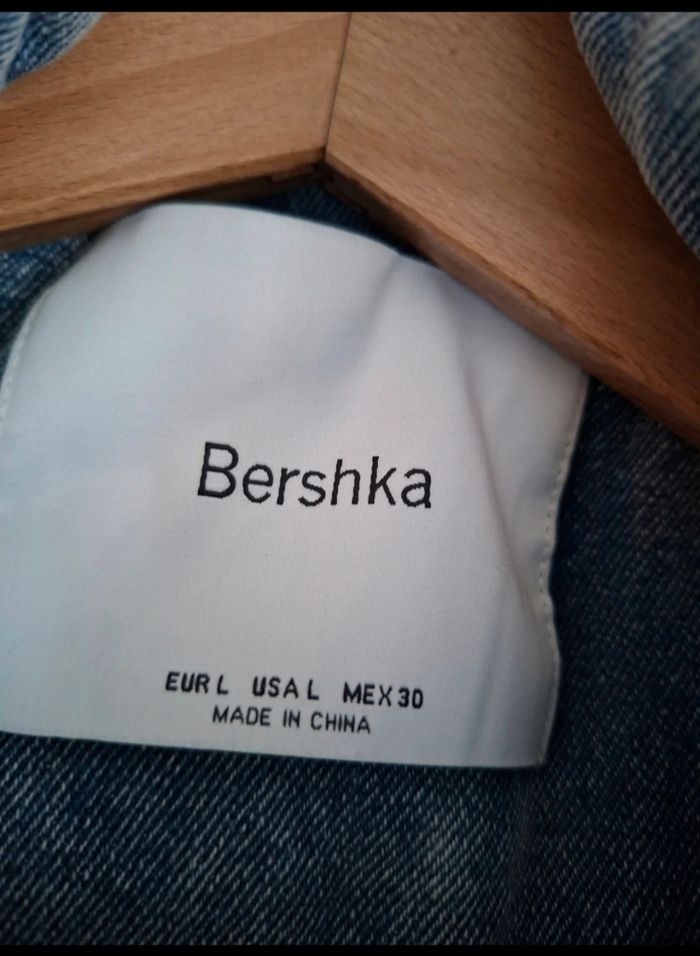 Bershka
EUR L USA L MEX 30
MADE IN CHINA